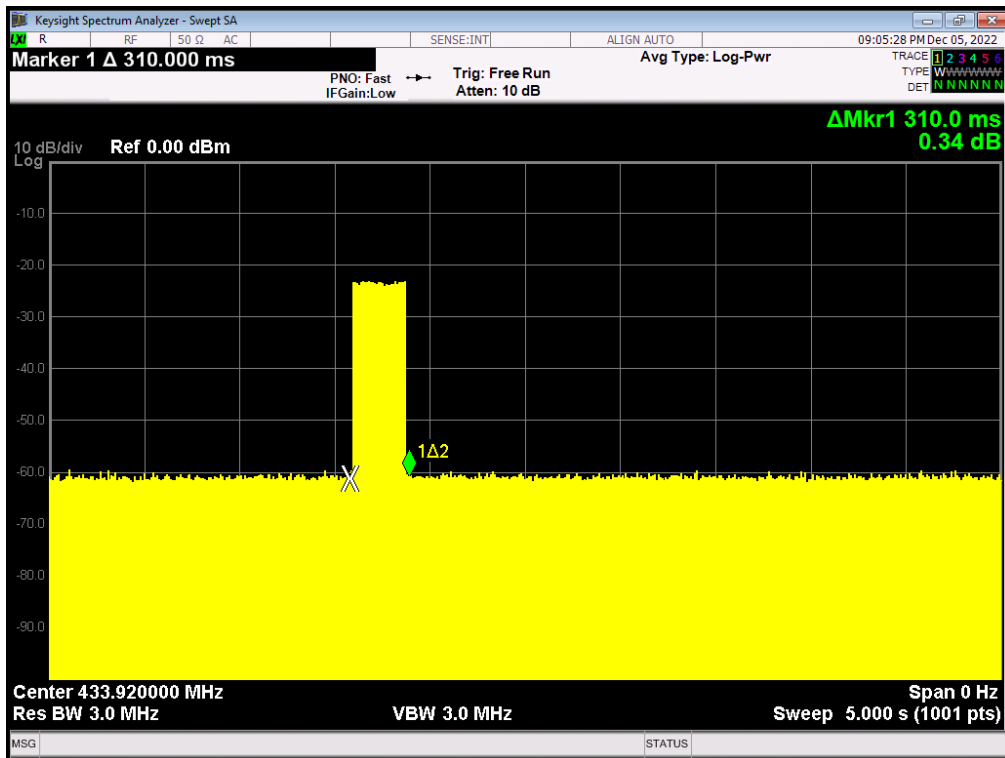 Keysight Spectrum Analyzer - Swept SA
LXI R RF 50 Ω AC SENSE:INT ALIGN AUTO 09:05:28 PM Dec 05, 2022
Marker 1 Δ 310.000 ms Avg Type: Log-Pwr TRACE 1 2 3 4 5 6
PNO: Fast Trig: Free Run TYPE WWWWWW
IFGain:Low Atten: 10 dB DET N N N N N N
ΔMkr1 310.0 ms
10 dB/div Ref 0.00 dBm 0.34 dB
Log
-10.0
-20.0
-30.0
-40.0
-50.0
1Δ2
-60.0
-70.0
-80.0
-90.0
Center 433.920000 MHz Span 0 Hz
Res BW 3.0 MHz VBW 3.0 MHz Sweep 5.000 s (1001 pts)
MSG STATUS